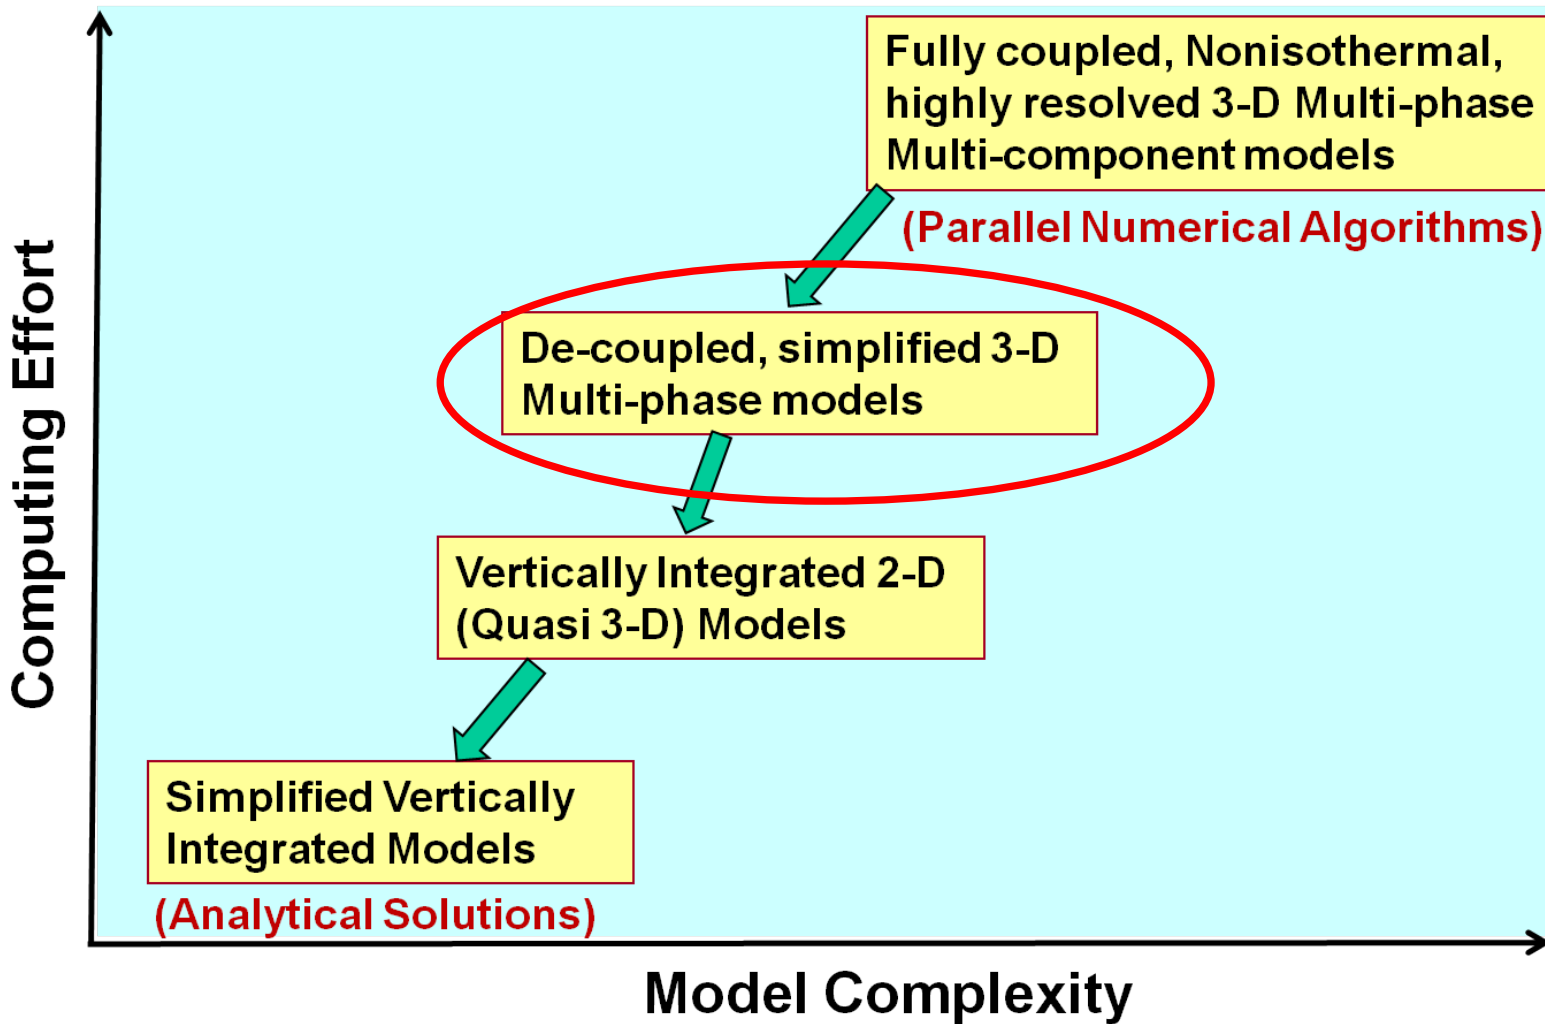 Fully coupled, Nonisothermal,
highly resolved 3-D Multi-phase
Multi-component models
(Parallel Numerical Algorithms)
De-coupled, simplified 3-D
Multi-phase models
Vertically Integrated 2-D
(Quasi 3-D) Models
Simplified Vertically
Integrated Models
(Analytical Solutions)
Computing Effort
Model Complexity